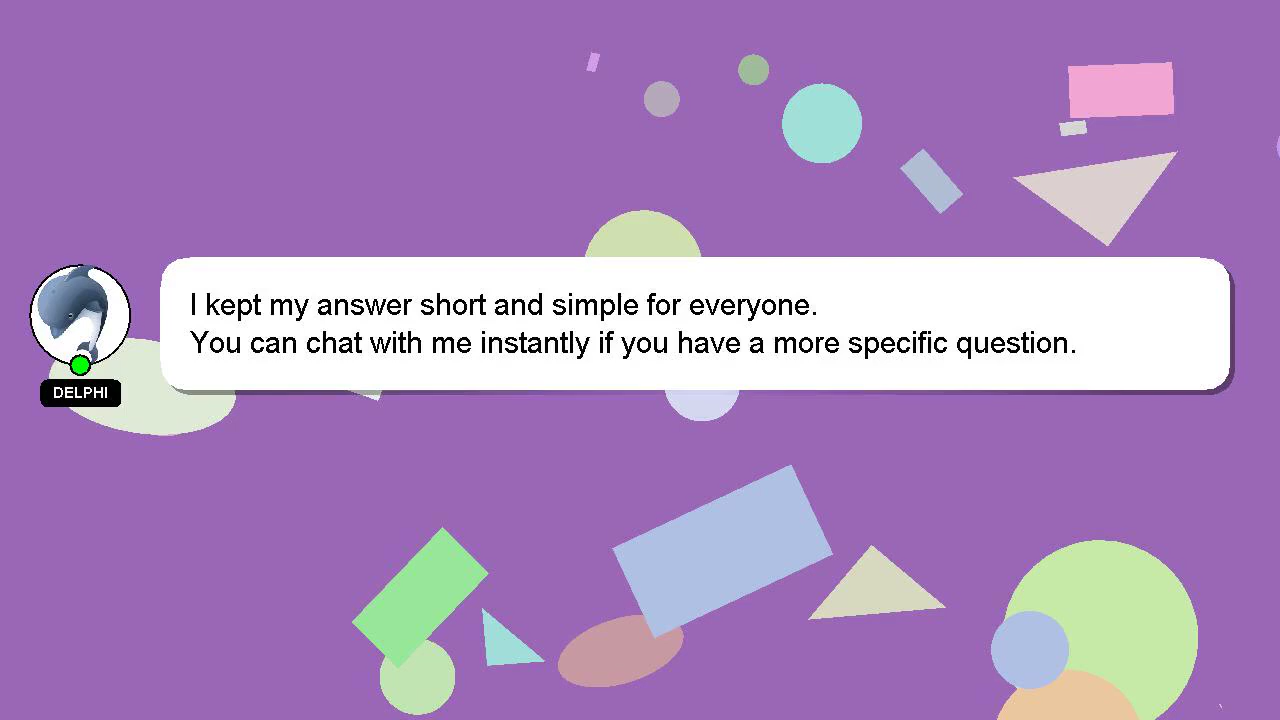 I kept my answer short and simple for everyone.
You can chat with me instantly if you have a more specific question.
DELPHI